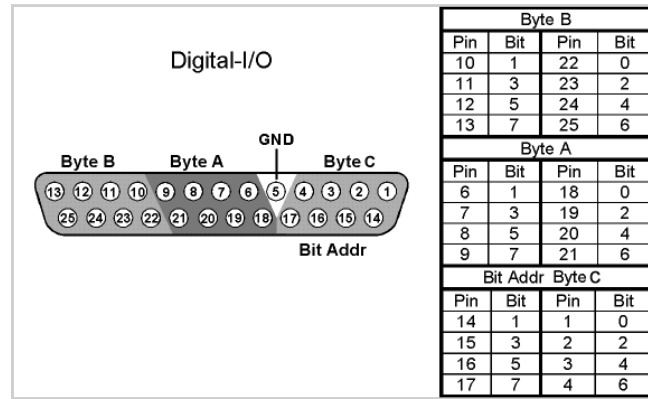 Digital-I/O
GND
Byte B Byte A Byte C
13 12 11 10 9 8 7 6 5 4 3 2 1
25 24 23 22 21 20 19 18 17 16 15 14
Bit Addr
Byte B
Pin Bit Pin Bit
10 1 22 0
11 3 23 2
12 5 24 4
13 7 25 6
Byte A
Pin Bit Pin Bit
6 1 18 0
7 3 19 2
8 5 20 4
9 7 21 6
Bit Addr Byte C
Pin Bit Pin Bit
14 1 1 0
15 3 2 2
16 5 3 4
17 7 4 6